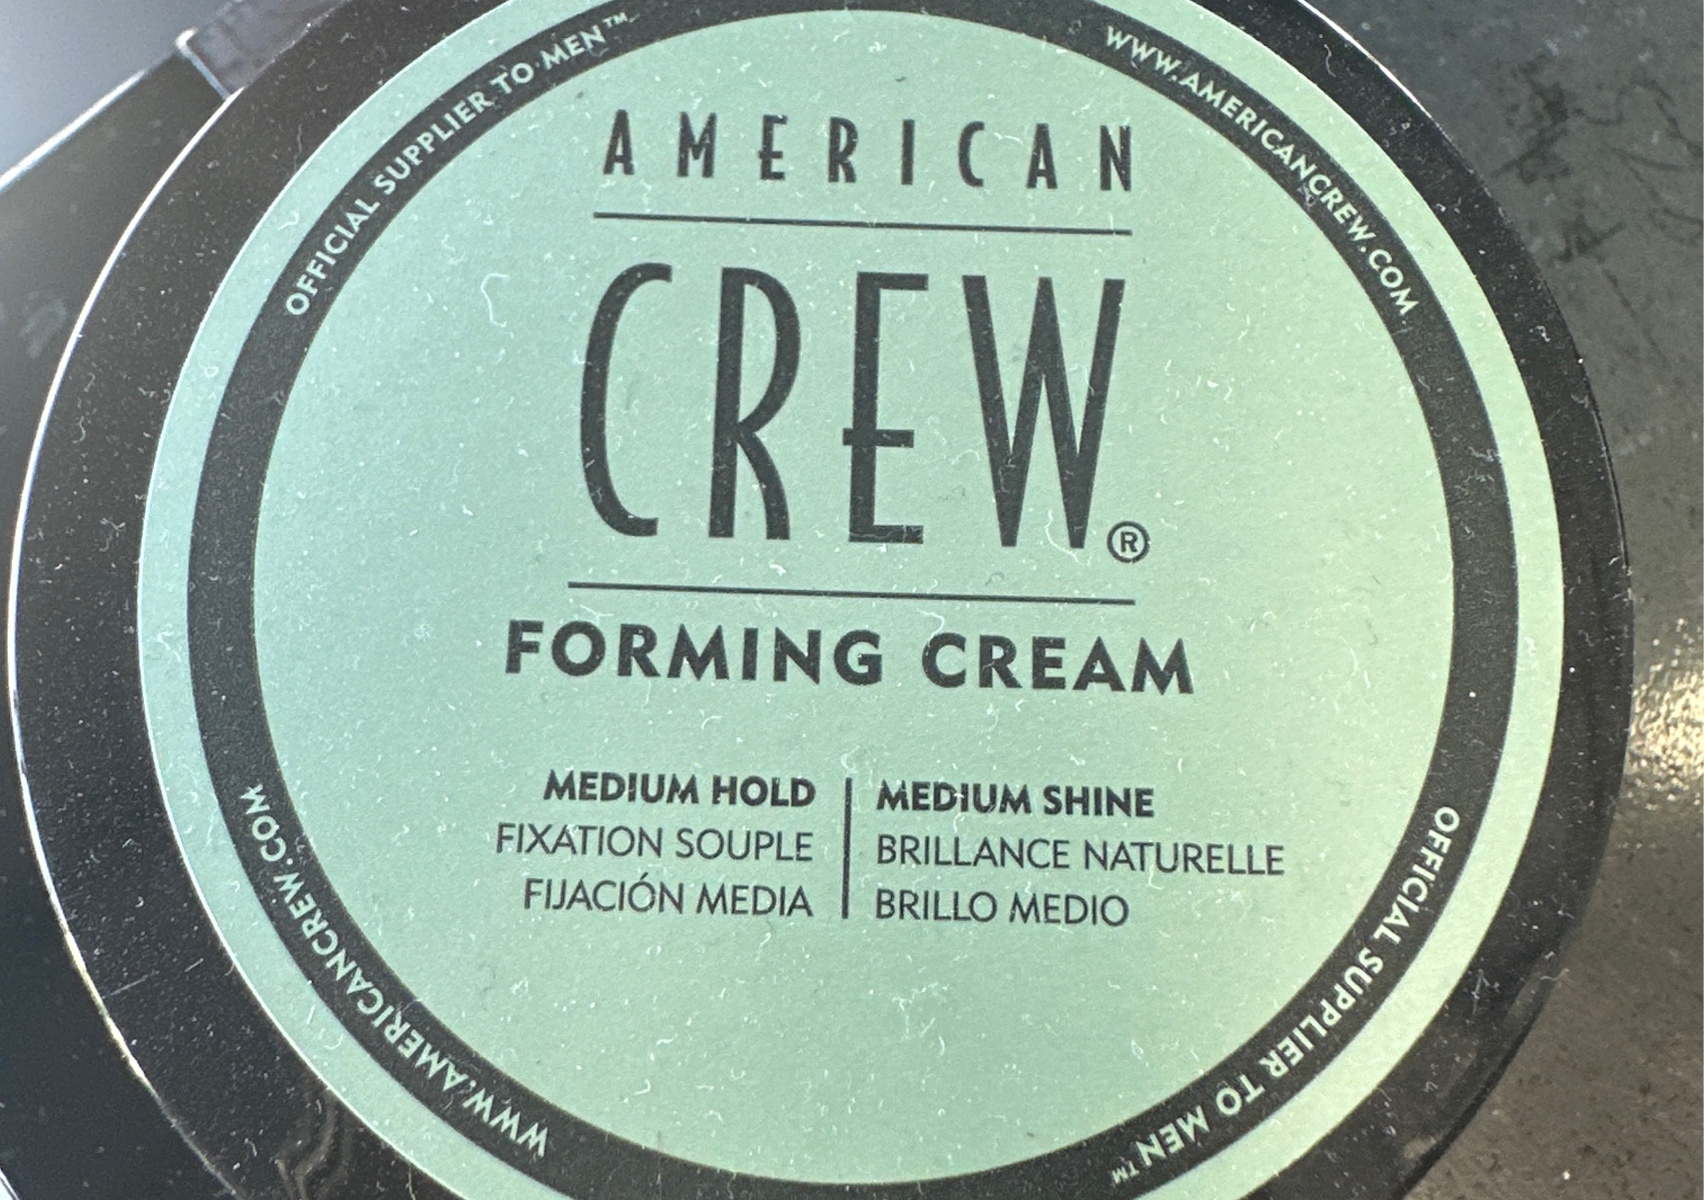 OFFICIAL SUPPLIER TO MEN™
WWW.AMERICANCREW.COM
AMERICAN
CREW®
FORMING CREAM
MEDIUM HOLD
FIXATION SOUPLE
FIJACIÓN MEDIA
MEDIUM SHINE
BRILLANCE NATURELLE
BRILLO MEDIO
WWW.AMERICANCREW.COM
OFFICIAL SUPPLIER TO MEN™